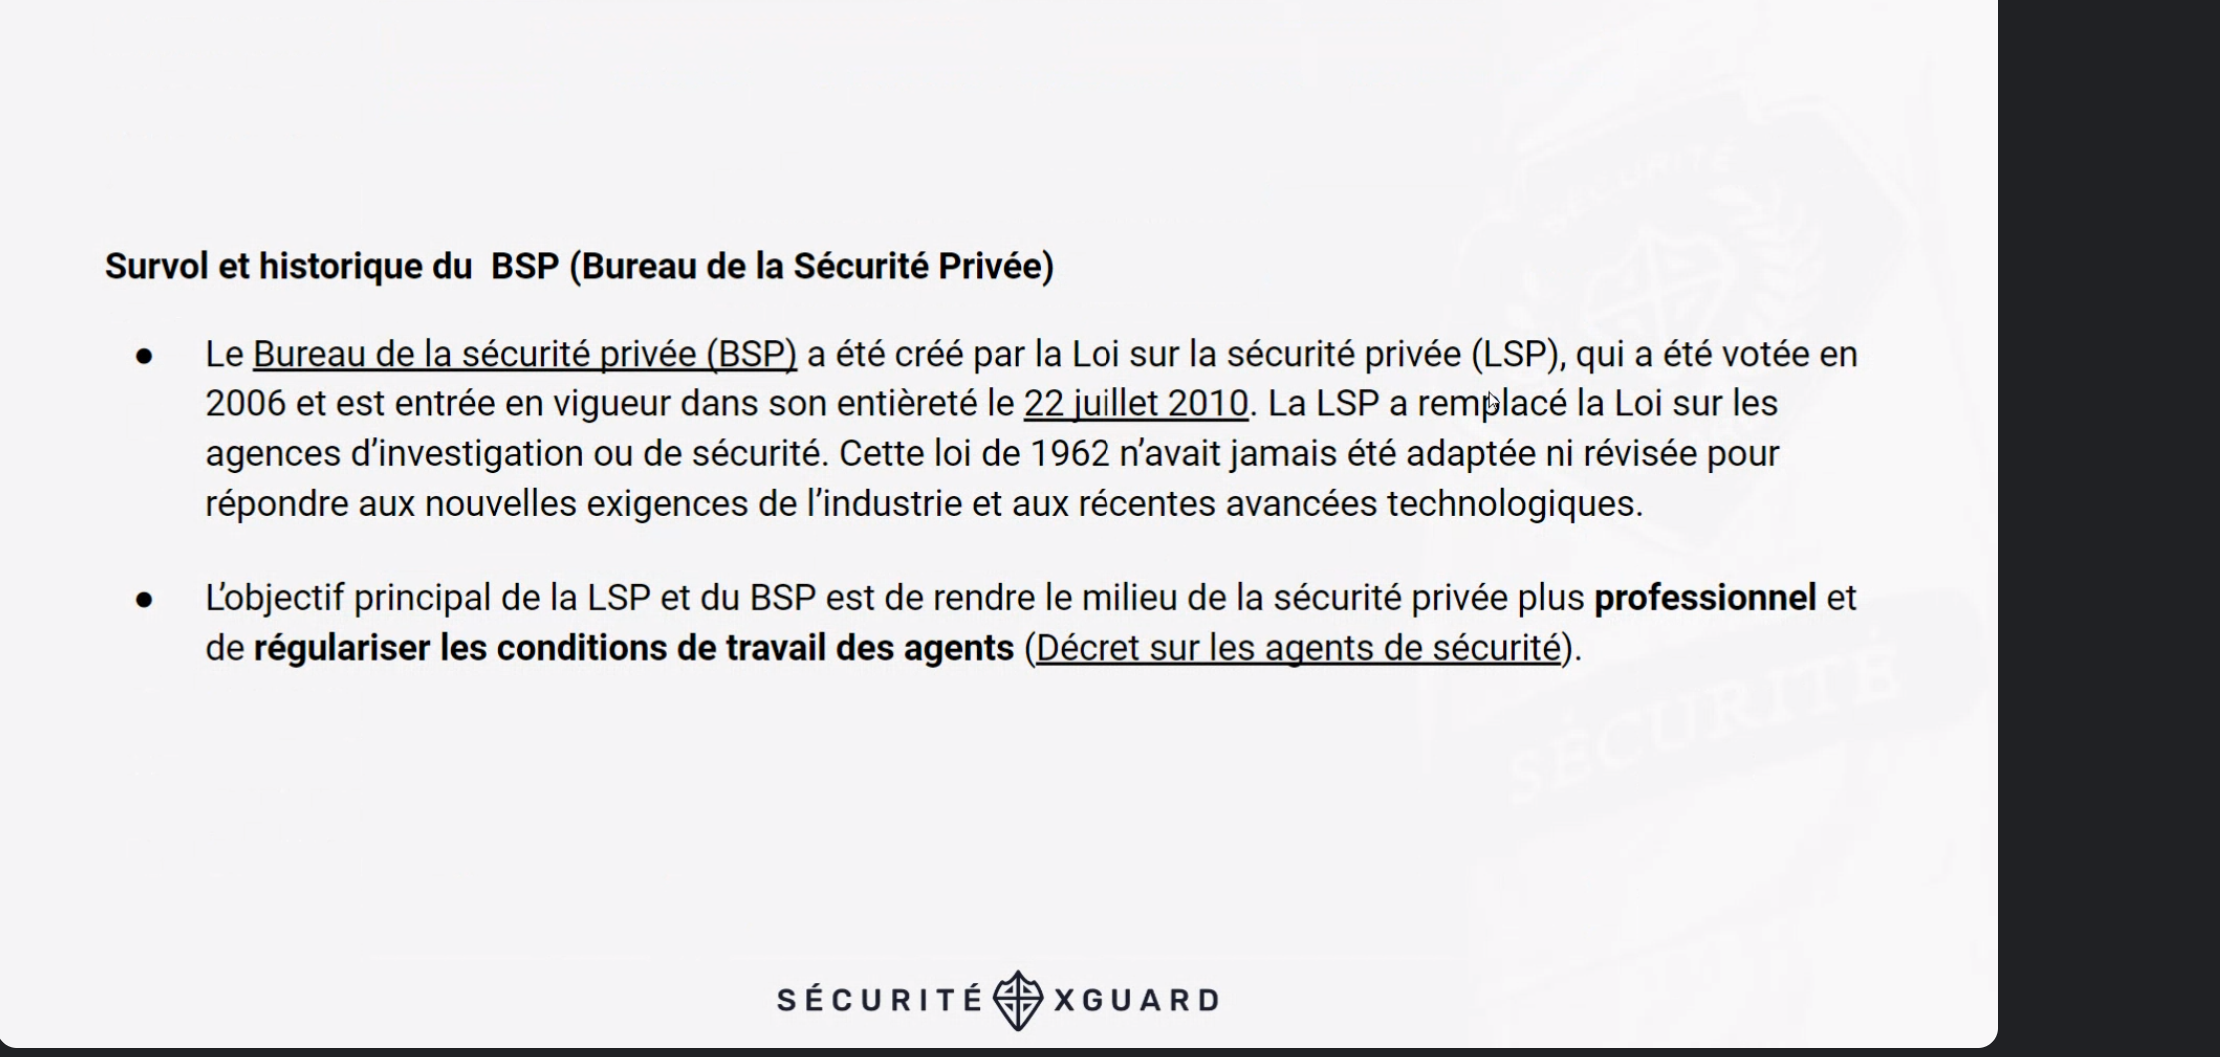 Survol et historique du  BSP (Bureau de la Sécurité Privée)
● Le Bureau de la sécurité privée (BSP) a été créé par la Loi sur la sécurité privée (LSP), qui a été votée en
2006 et est entrée en vigueur dans son entièreté le 22 juillet 2010. La LSP a remplacé la Loi sur les
agences d’investigation ou de sécurité. Cette loi de 1962 n’avait jamais été adaptée ni révisée pour
répondre aux nouvelles exigences de l’industrie et aux récentes avancées technologiques.
● L’objectif principal de la LSP et du BSP est de rendre le milieu de la sécurité privée plus professionnel et
de régulariser les conditions de travail des agents (Décret sur les agents de sécurité).
SÉCURITÉ
SÉCURITÉ
SÉCURITÉ XGUARD